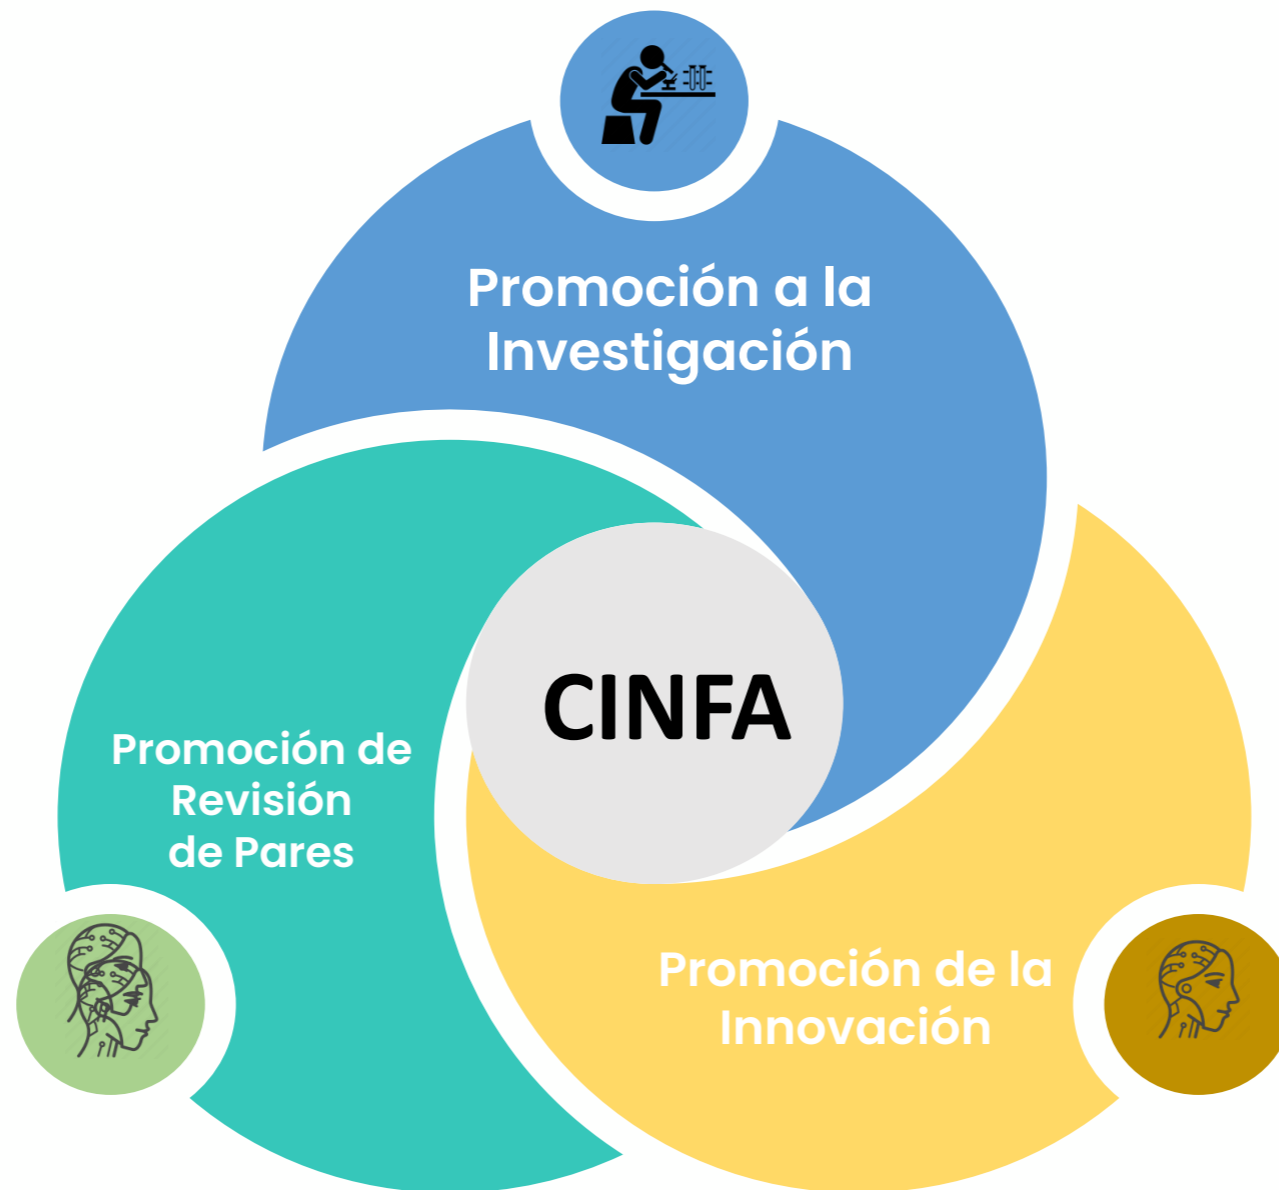 Promoción a la
Investigación
CINFA
Promoción de
Revisión
de Pares
Promoción de la
Innovación